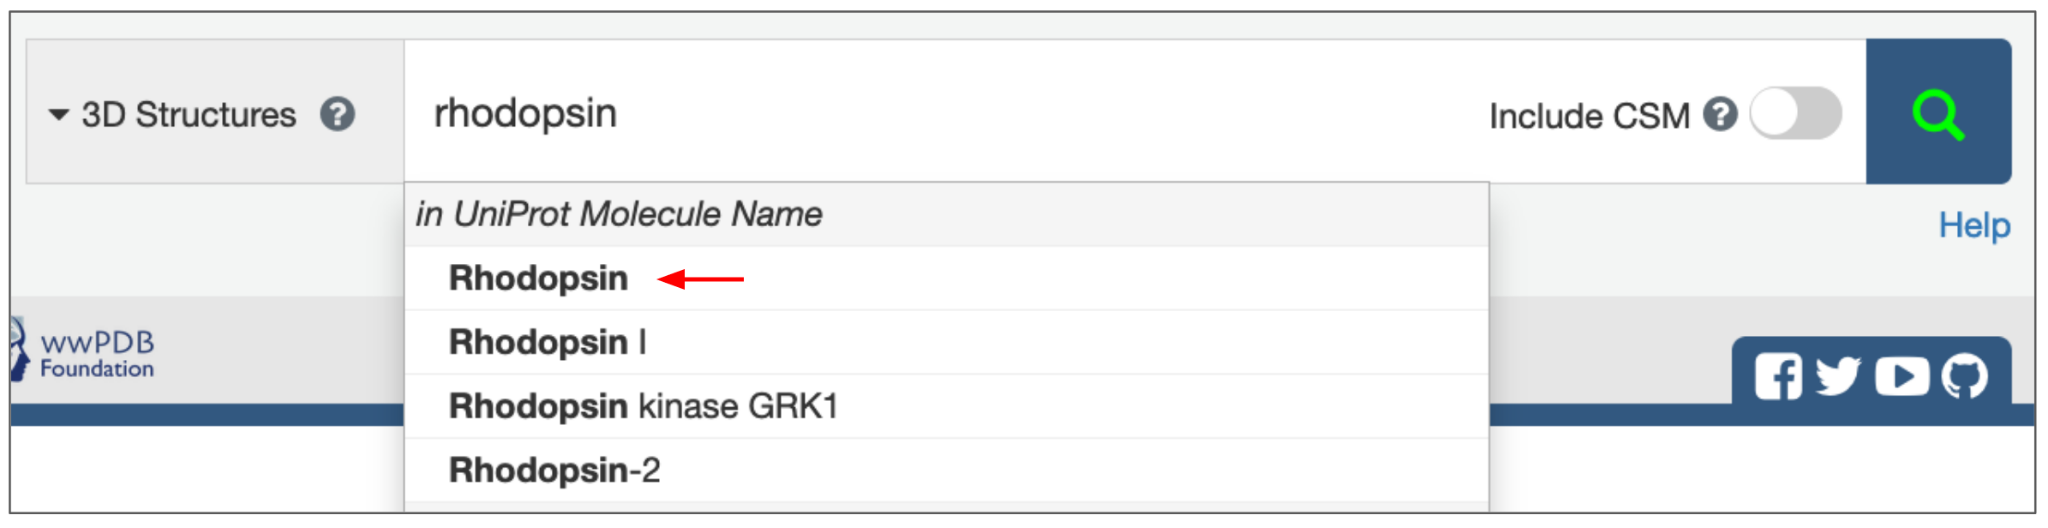 3D Structures ?
rhodopsin
Include CSM ?
in UniProt Molecule Name
Help
Rhodopsin
Rhodopsin I
Rhodopsin kinase GRK1
Rhodopsin-2
wwPDB
Foundation